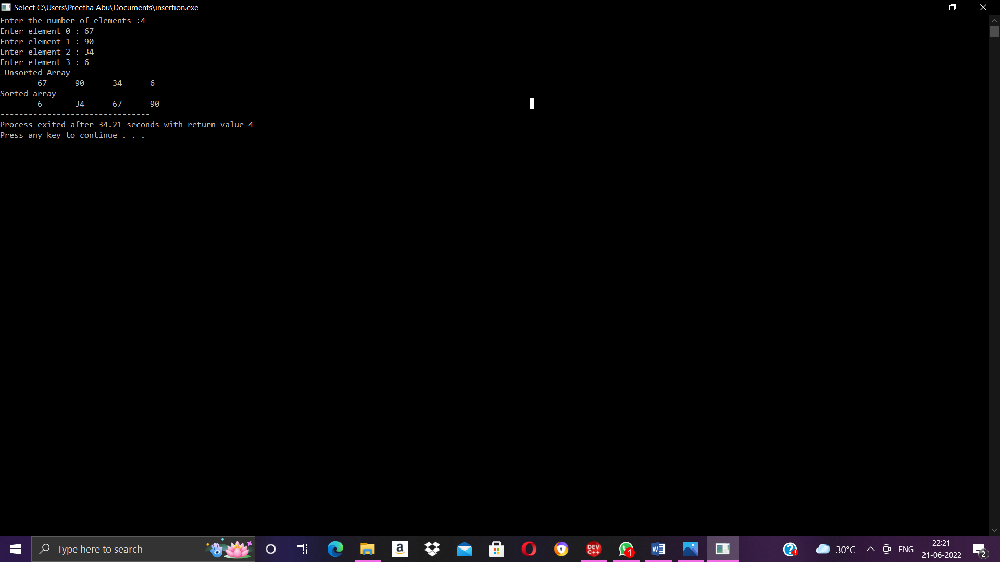 Select C:\Users\Preetha Abu\Documents\insertion.exe
Enter the number of elements :4
Enter element 0 : 67
Enter element 1 : 90
Enter element 2 : 34
Enter element 3 : 6
 Unsorted Array
        67      90      34      6
Sorted array
        6       34      67      90
--------------------------------
Process exited after 34.21 seconds with return value 4
Press any key to continue . . .
Type here to search
a
DEV C++
1
W
30°C
ENG
22:21
21-06-2022
2